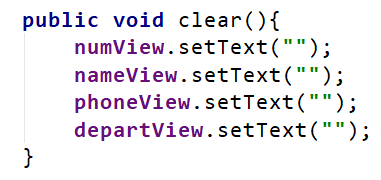 public void clear(){
    numView.setText("");
    nameView.setText("");
    phoneView.setText("");
    departView.setText("");
}